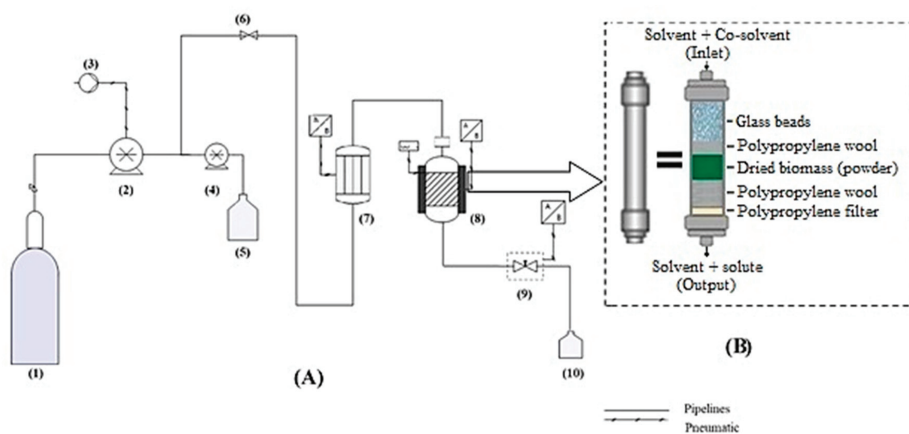 (6)
(3)
(2)
(4)
(5)
(1)
A
B
(7)
A
B
(8)
A
B
(9)
(10)
(A)
Solvent + Co-solvent
(Inlet)
Glass beads
Polypropylene wool
Dried biomass (powder)
Polypropylene wool
Polypropylene filter
Solvent + solute
(Output)
(B)
Pipelines
Pneumatic